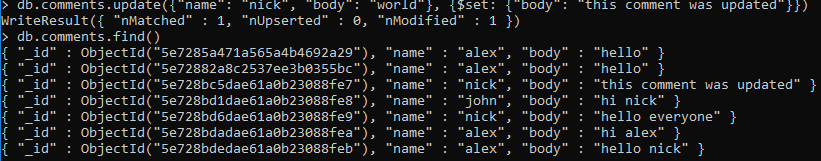 > db.comments.update({"name": "nick", "body": "world"}, {$set: {"body": "this comment was updated"}})
WriteResult({ "nMatched" : 1, "nUpserted" : 0, "nModified" : 1 })
> db.comments.find()
{ "_id" : ObjectId("5e7285a471a565a4b4692a29"), "name" : "alex", "body" : "hello" }
{ "_id" : ObjectId("5e72882a8c2537ee3b0355bc"), "name" : "alex", "body" : "hello" }
{ "_id" : ObjectId("5e728bc5dae61a0b23088fe7"), "name" : "nick", "body" : "this comment was updated" }
{ "_id" : ObjectId("5e728bd1dae61a0b23088fe8"), "name" : "john", "body" : "hi nick" }
{ "_id" : ObjectId("5e728bd6dae61a0b23088fe9"), "name" : "nick", "body" : "hello everyone" }
{ "_id" : ObjectId("5e728bdadae61a0b23088fea"), "name" : "alex", "body" : "hi alex" }
{ "_id" : ObjectId("5e728bdedae61a0b23088feb"), "name" : "alex", "body" : "hello nick" }